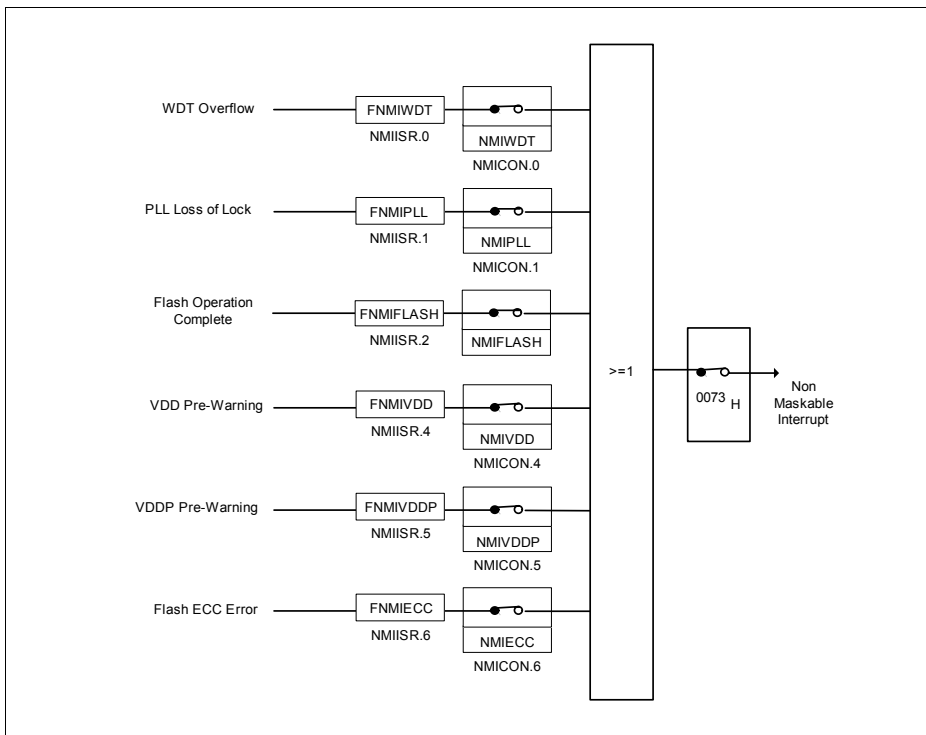 WDT Overflow
FNMIWDT
NMIISR.0
NMIWDT
NMICON.0
PLL Loss of Lock
FNMIPLL
NMIISR.1
NMIPLL
NMICON.1
Flash Operation
Complete
FNMIFLASH
NMIISR.2
NMIFLASH
VDD Pre-Warning
FNMIVDD
NMIISR.4
NMIVDD
NMICON.4
VDDP Pre-Warning
FNMIVDDP
NMIISR.5
NMIVDDP
NMICON.5
Flash ECC Error
FNMIECC
NMIISR.6
NMIECC
NMICON.6
>=1
0073 H
Non
Maskable
Interrupt